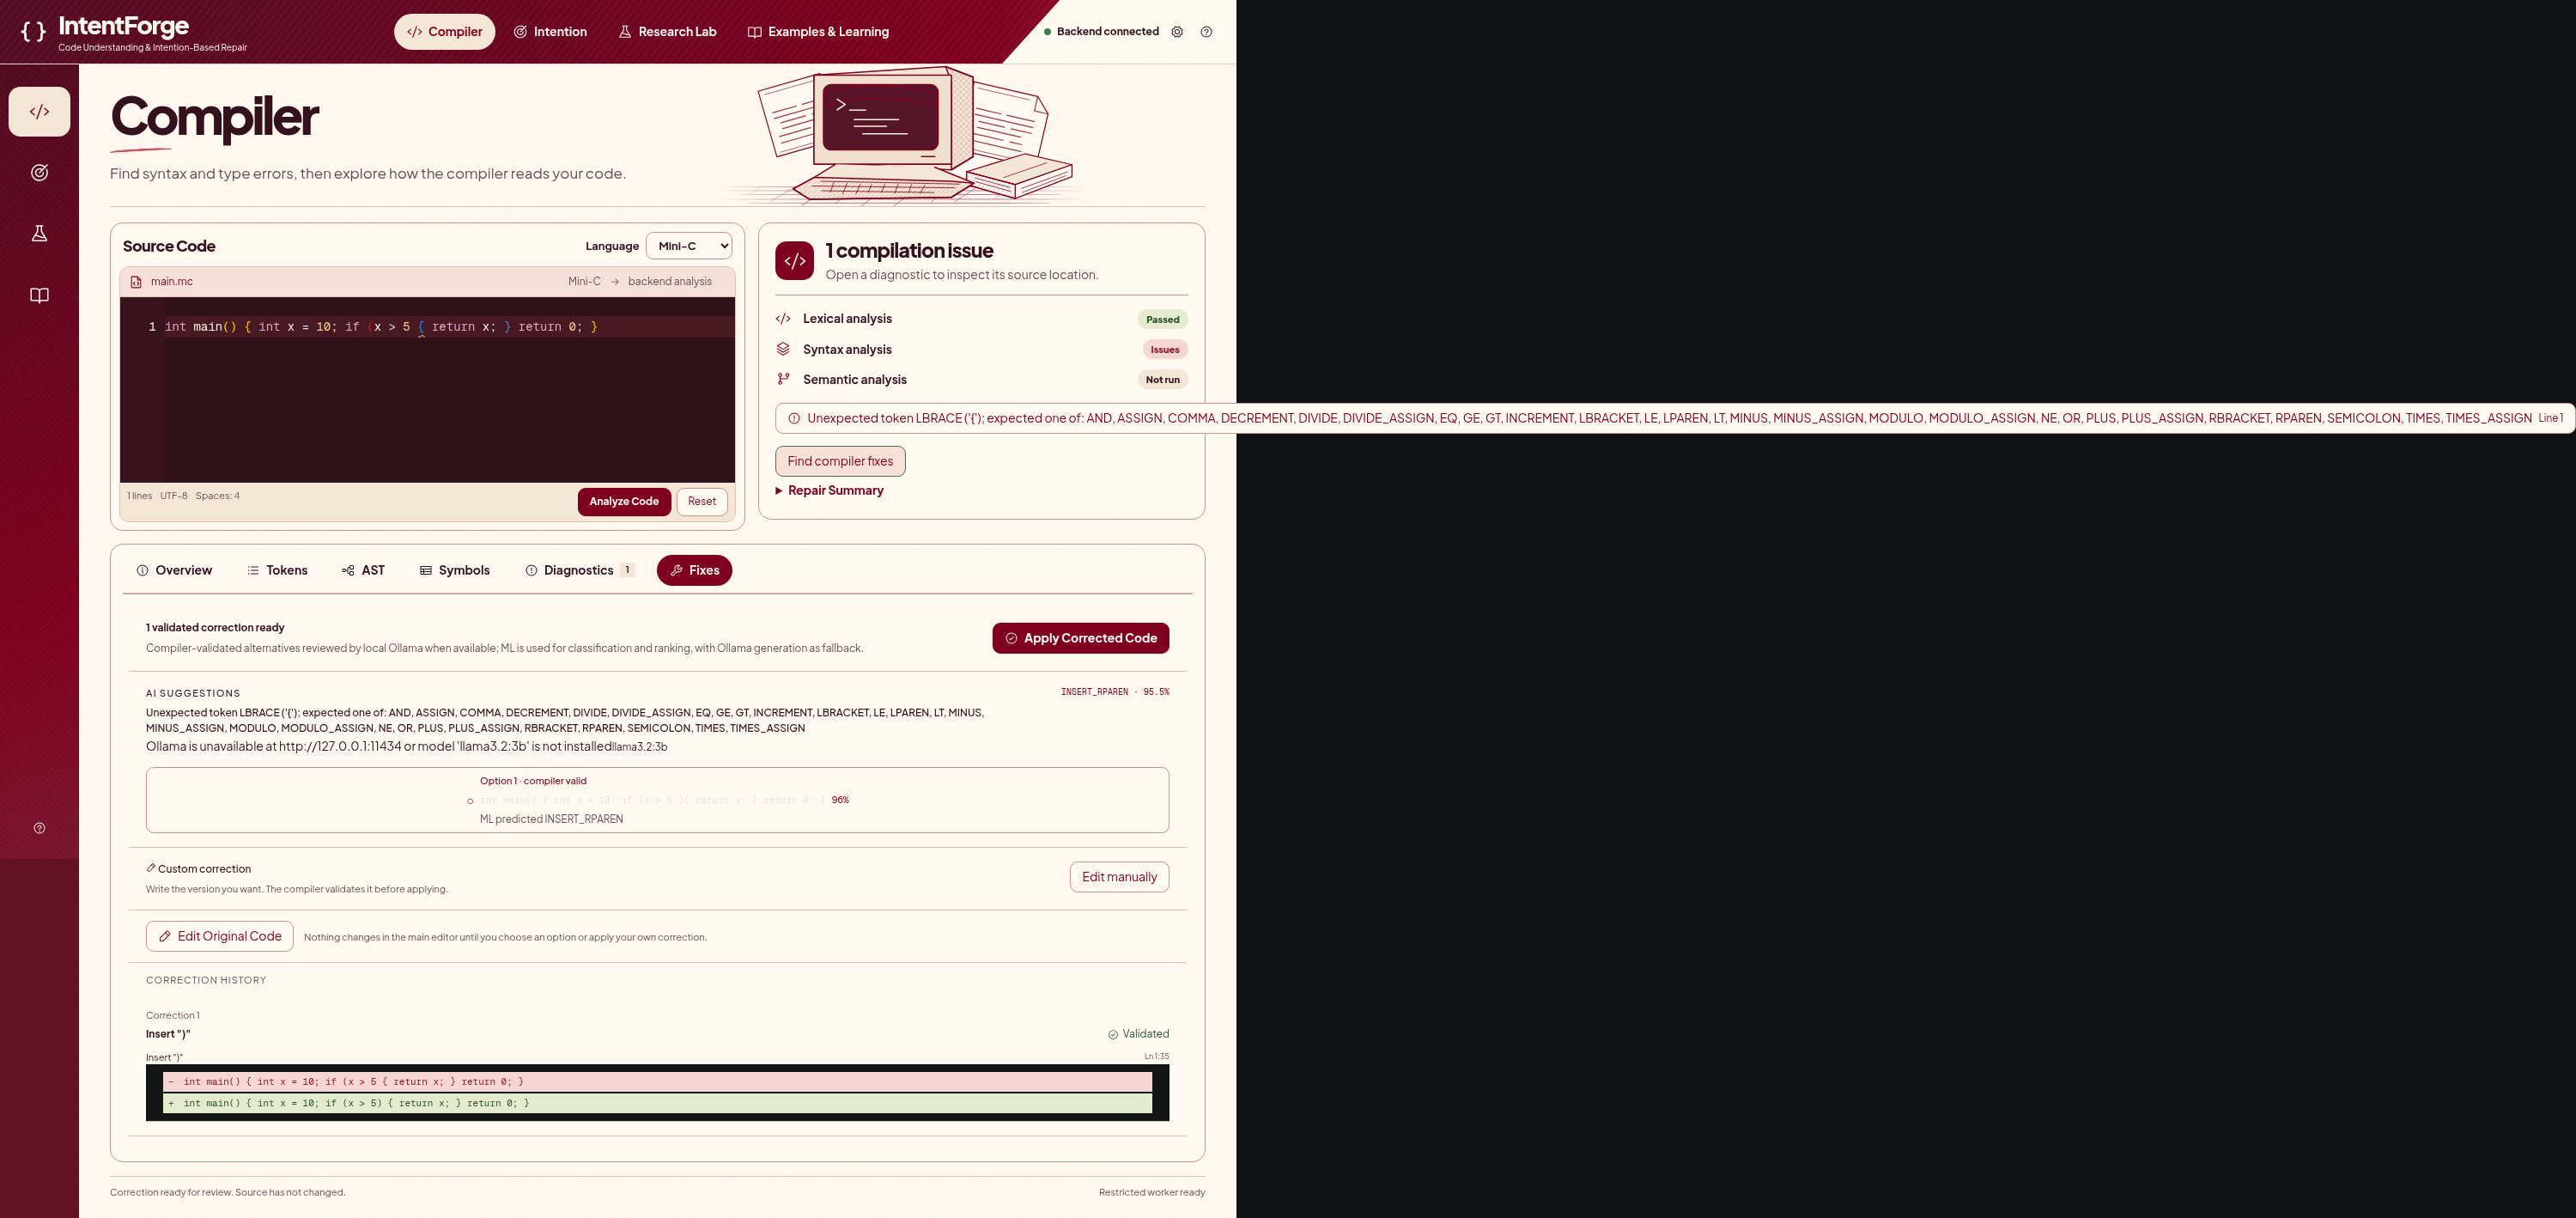 { } IntentForge
Code Understanding & Intention-Based Repair
</> Compiler
Intention
Research Lab
Examples & Learning
Backend connected
Compiler
Find syntax and type errors, then explore how the compiler reads your code.
Source Code
Language
Mini-C
main.mc
Mini-C → backend analysis
1 int main() { int x = 10; if (x > 5 { return x; } return 0; }
1 lines UTF-8 Spaces: 4
Analyze Code
Reset
1 compilation issue
Open a diagnostic to inspect its source location.
Lexical analysis
Passed
Syntax analysis
Issues
Semantic analysis
Not run
Unexpected token LBRACE ('{'); expected one of: AND, ASSIGN, COMMA, DECREMENT, DIVIDE, DIVIDE_ASSIGN, EQ, GE, GT, INCREMENT, LBRACKET, LE, LPAREN, LT, MINUS, MINUS_ASSIGN, MODULO, MODULO_ASSIGN, NE, OR, PLUS, PLUS_ASSIGN, RBRACKET, RPAREN, SEMICOLON, TIMES, TIMES_ASSIGN Line 1
Find compiler fixes
Repair Summary
Overview
Tokens
AST
Symbols
Diagnostics 1
Fixes
1 validated correction ready
Compiler-validated alternatives reviewed by local Ollama when available; ML is used for classification and ranking, with Ollama generation as fallback.
Apply Corrected Code
AI SUGGESTIONS
INSERT_RPAREN · 95.5%
Unexpected token LBRACE ('{'); expected one of: AND, ASSIGN, COMMA, DECREMENT, DIVIDE, DIVIDE_ASSIGN, EQ, GE, GT, INCREMENT, LBRACKET, LE, LPAREN, LT, MINUS,
MINUS_ASSIGN, MODULO, MODULO_ASSIGN, NE, OR, PLUS, PLUS_ASSIGN, RBRACKET, RPAREN, SEMICOLON, TIMES, TIMES_ASSIGN
Ollama is unavailable at http://127.0.0.1:11434 or model 'llama3.2:3b' is not installedllama3.2:3b
Option 1 · compiler valid
int main() { int x = 10; if (x > 5 ){ return x; } return 0; } 96%
ML predicted INSERT_RPAREN
Custom correction
Write the version you want. The compiler validates it before applying.
Edit manually
Edit Original Code
Nothing changes in the main editor until you choose an option or apply your own correction.
CORRECTION HISTORY
Correction 1
Insert ")"
Validated
Insert ")"
Ln 1:35
- int main() { int x = 10; if (x > 5 { return x; } return 0; }
+ int main() { int x = 10; if (x > 5) { return x; } return 0; }
Correction ready for review. Source has not changed.
Restricted worker ready